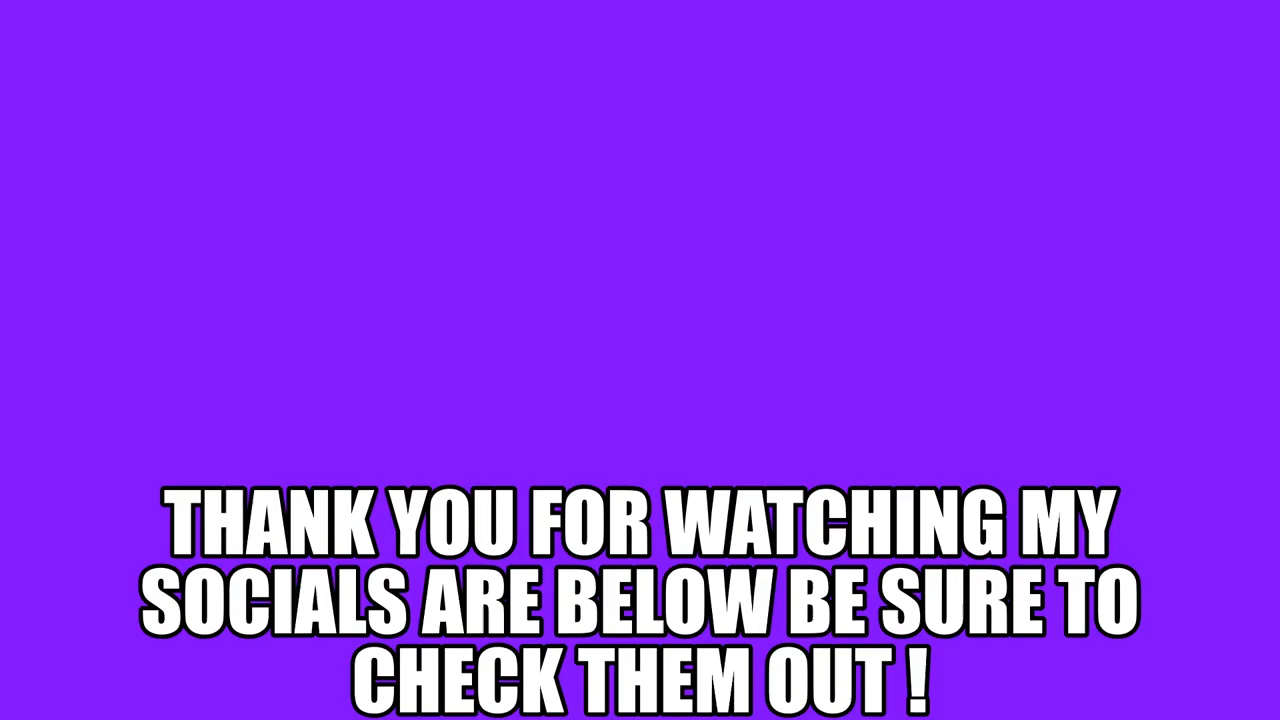 THANK YOU FOR WATCHING MY
SOCIALS ARE BELOW BE SURE TO
CHECK THEM OUT !